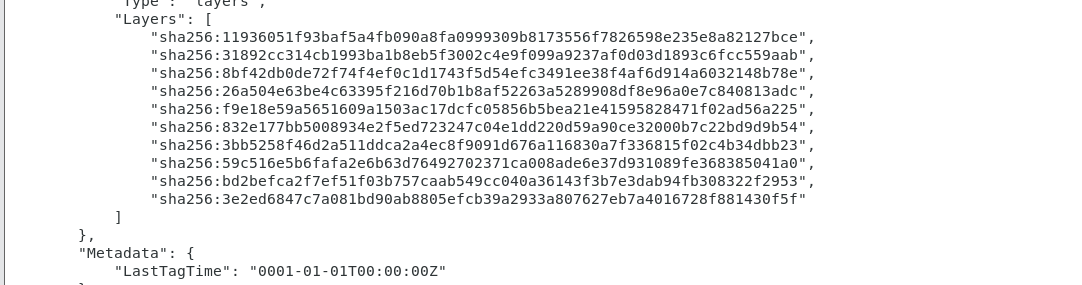 "Type": "layers",
"Layers": [
"sha256:11936051f93baf5a4fb090a8fa0999309b8173556f7826598e235e8a82127bce",
"sha256:31892cc314cb1993ba1b8eb5f3002c4e9f099a9237af0d03d1893c6fcc559aab",
"sha256:8bf42db0de72f74f4ef0c1d1743f5d54efc3491ee38f4af6d914a6032148b78e",
"sha256:26a504e63be4c63395f216d70b1b8af52263a5289908df8e96a0e7c840813adc",
"sha256:f9e18e59a5651609a1503ac17dcfc05856b5bea21e41595828471f02ad56a225",
"sha256:832e177bb5008934e2f5ed723247c04e1dd220d59a90ce32000b7c22bd9d9b54",
"sha256:3bb5258f46d2a511ddca2a4ec8f9091d676a116830a7f336815f02c4b34dbb23",
"sha256:59c516e5b6fafa2e6b63d76492702371ca008ade6e37d931089fe368385041a0",
"sha256:bd2befca2f7ef51f03b757caab549cc040a36143f3b7e3dab94fb308322f2953",
"sha256:3e2ed6847c7a081bd90ab8805efcb39a2933a807627eb7a4016728f881430f5f"
]
},
"Metadata": {
"LastTagTime": "0001-01-01T00:00:00Z"